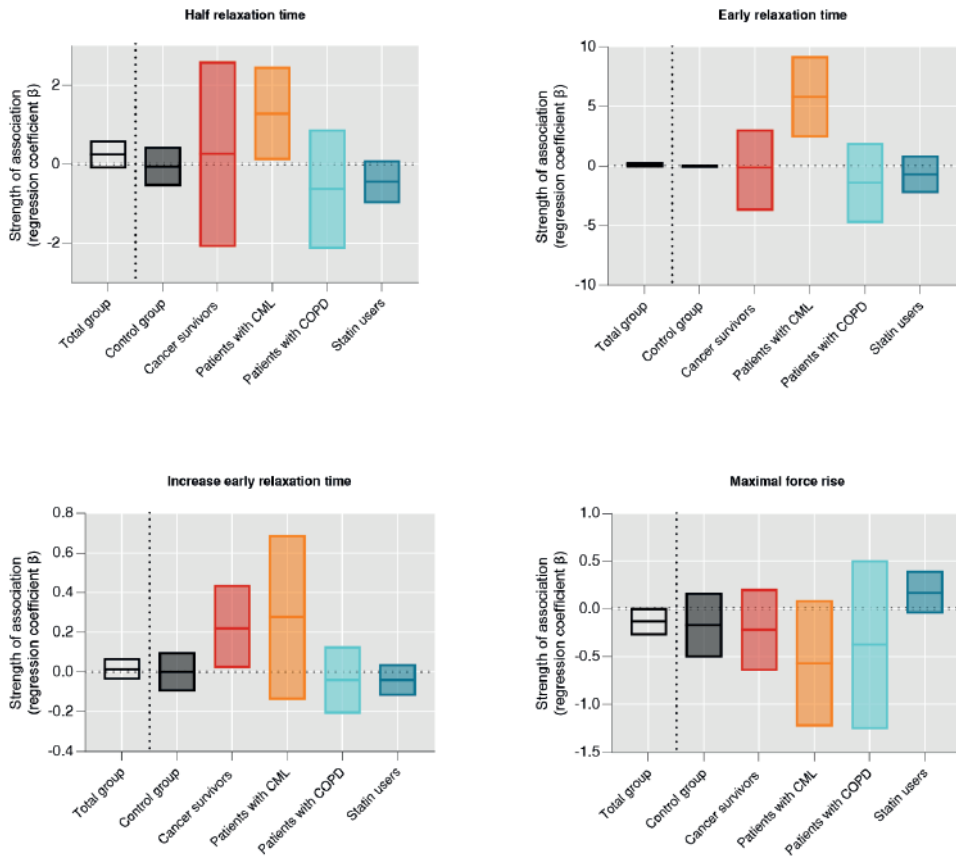 Half relaxation time
Strength of association
(regression coefficient β)
2
0
-2
Total group
Control group
Cancer survivors
Patients with CML
Patients with COPD
Statin users
Early relaxation time
Strength of association
(regression coefficient β)
10
5
0
-5
-10
Total group
Control group
Cancer survivors
Patients with CML
Patients with COPD
Statin users
Increase early relaxation time
Strength of association
(regression coefficient β)
0.8
0.6
0.4
0.2
0.0
-0.2
-0.4
Total group
Control group
Cancer survivors
Patients with CML
Patients with COPD
Statin users
Maximal force rise
Strength of association
(regression coefficient β)
1.0
0.5
0.0
-0.5
-1.0
-1.5
Total group
Control group
Cancer survivors
Patients with CML
Patients with COPD
Statin users